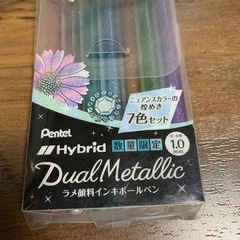 ニュアンスカラーの
煌めき
7色セット
Pentel
Hybrid 数量限定
ボール径
1.0
mm
DualMetallic
ラメ顔料インキボールペン